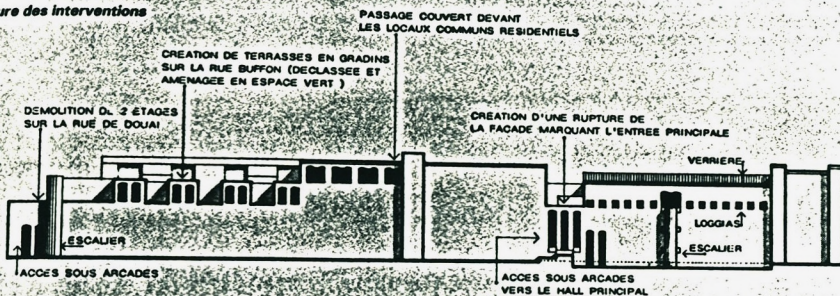 ure des interventions
PASSAGE COUVERT DEVANT
LES LOCAUX COMMUNS RESIDENTIELS
CREATION DE TERRASSES EN GRADINS
SUR LA RUE BUFFON (DECLASSEE ET
AMENAGEE EN ESPACE VERT )
DEMOLITION DE 2 ETAGES
SUR LA RUE DE DOUAI
CREATION D'UNE RUPTURE DE
LA FACADE MARQUANT L'ENTREE PRINCIPALE
VERRIERE
LOGGIAS
ESCALIER
ESCALIER
ACCES SOUS ARCADES
ACCES SOUS ARCADES
VERS LE HALL PRINCIPAL